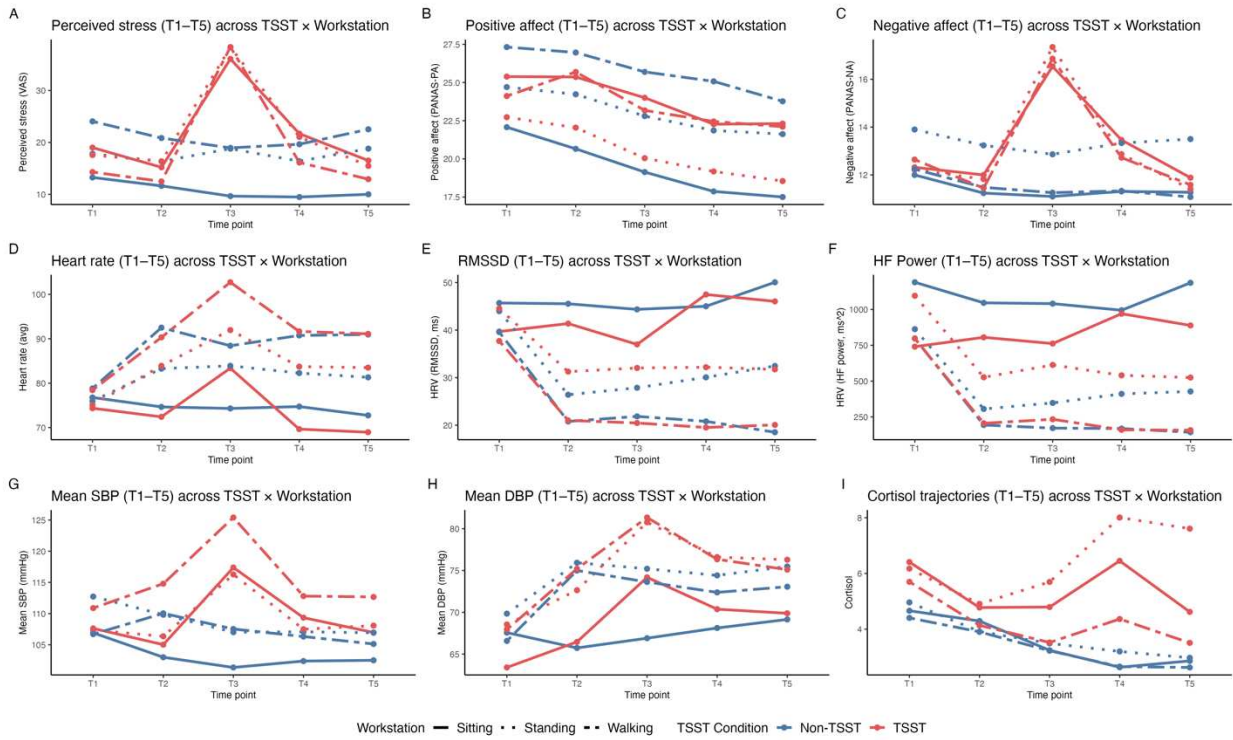 A
Perceived stress (T1–T5) across TSST × Workstation
Perceived stress (VAS)
30
20
10
T1 T2 T3 T4 T5
Time point
B
Positive affect (T1–T5) across TSST × Workstation
Positive affect (PANAS-PA)
27.5
25.0
22.5
20.0
17.5
T1 T2 T3 T4 T5
Time point
C
Negative affect (T1–T5) across TSST × Workstation
Negative affect (PANAS-NA)
16
14
12
T1 T2 T3 T4 T5
Time point
D
Heart rate (T1–T5) across TSST × Workstation
Heart rate (avg)
100
90
80
70
T1 T2 T3 T4 T5
Time point
E
RMSSD (T1–T5) across TSST × Workstation
HRV (RMSSD, ms)
50
40
30
20
T1 T2 T3 T4 T5
Time point
F
HF Power (T1–T5) across TSST × Workstation
HRV (HF power, ms^2)
1000
750
500
250
T1 T2 T3 T4 T5
Time point
G
Mean SBP (T1–T5) across TSST × Workstation
Mean SBP (mmHg)
125
120
115
110
105
T1 T2 T3 T4 T5
Time point
H
Mean DBP (T1–T5) across TSST × Workstation
Mean DBP (mmHg)
80
75
70
65
T1 T2 T3 T4 T5
Time point
I
Cortisol trajectories (T1–T5) across TSST × Workstation
Cortisol
8
6
4
T1 T2 T3 T4 T5
Time point
Workstation Sitting Standing Walking TSST Condition Non-TSST TSST